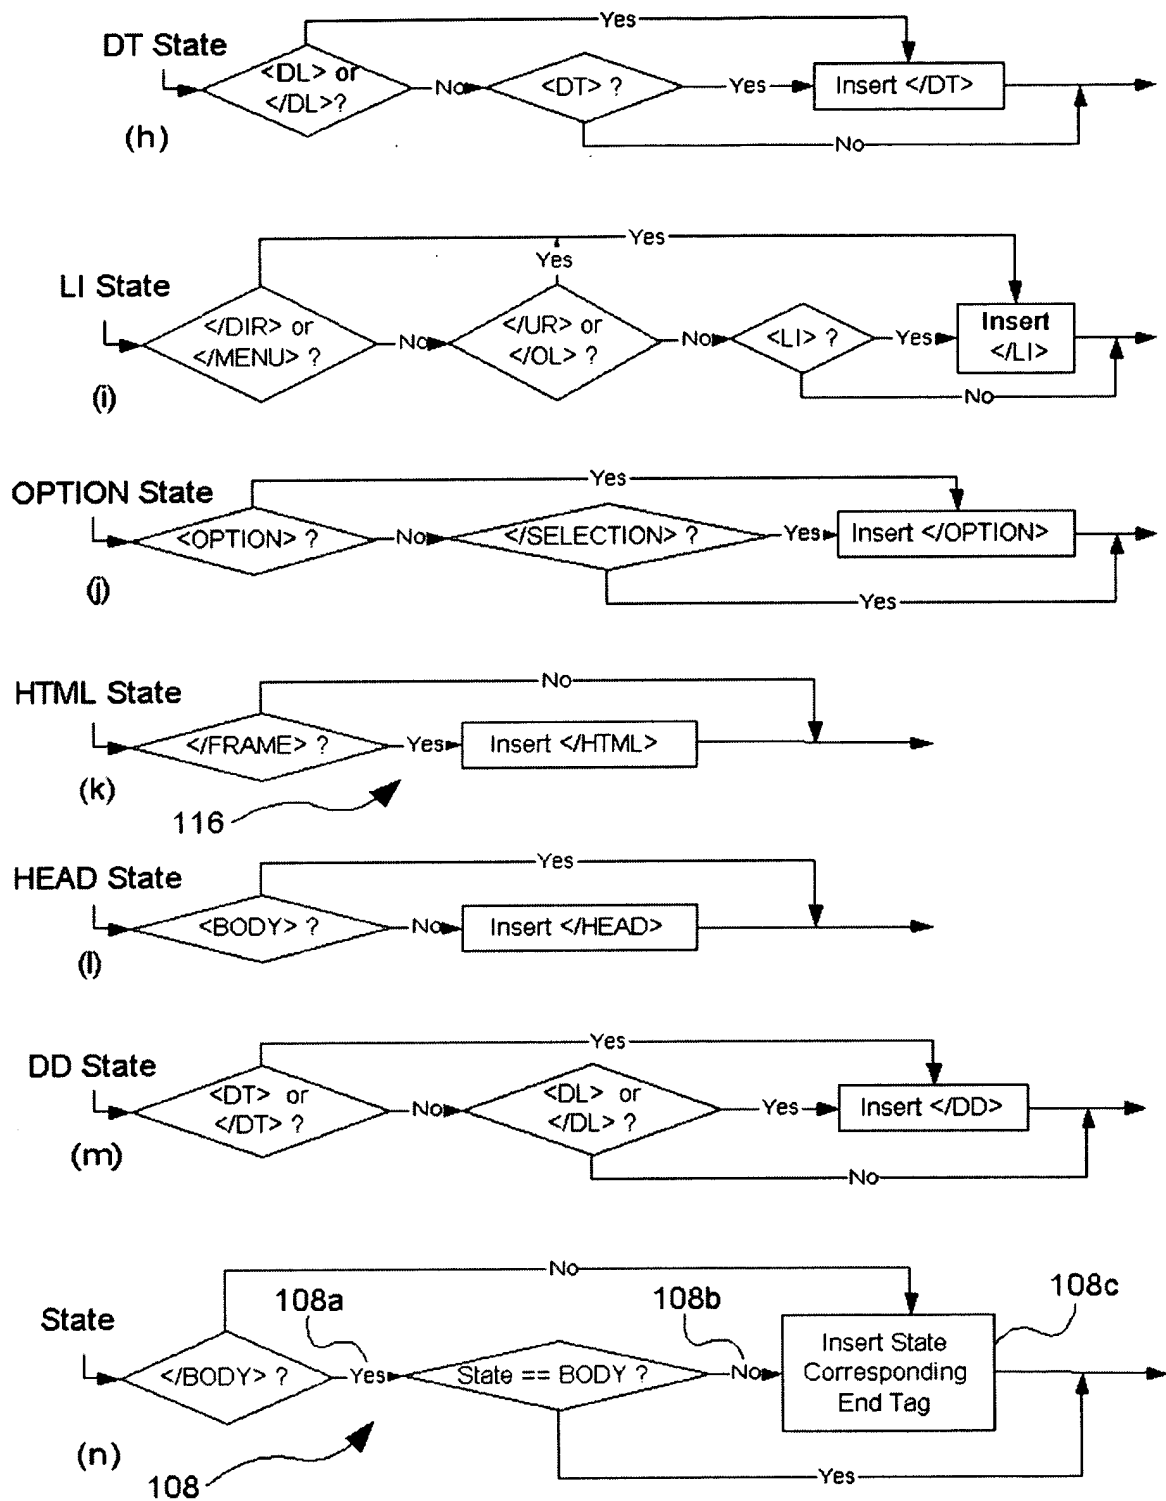 Yes
DT State
<DL> or
</DL>?
No
<DT> ?
Yes
Insert </DT>
No
(h)
Yes
Yes
LI State
</DIR> or
</MENU> ?
No
</UR> or
</OL> ?
No
<LI> ?
Yes
Insert
</LI>
No
(i)
Yes
OPTION State
<OPTION> ?
No
</SELECTION> ?
Yes
Insert </OPTION>
Yes
(j)
No
HTML State
</FRAME> ?
Yes
Insert </HTML>
(k)
116
Yes
HEAD State
<BODY> ?
No
Insert </HEAD>
(l)
Yes
DD State
<DT> or
</DT> ?
No
<DL> or
</DL> ?
Yes
Insert </DD>
No
(m)
No
State
108a
108b
108c
</BODY> ?
Yes
State == BODY ?
No
Insert State
Corresponding
End Tag
Yes
(n)
108